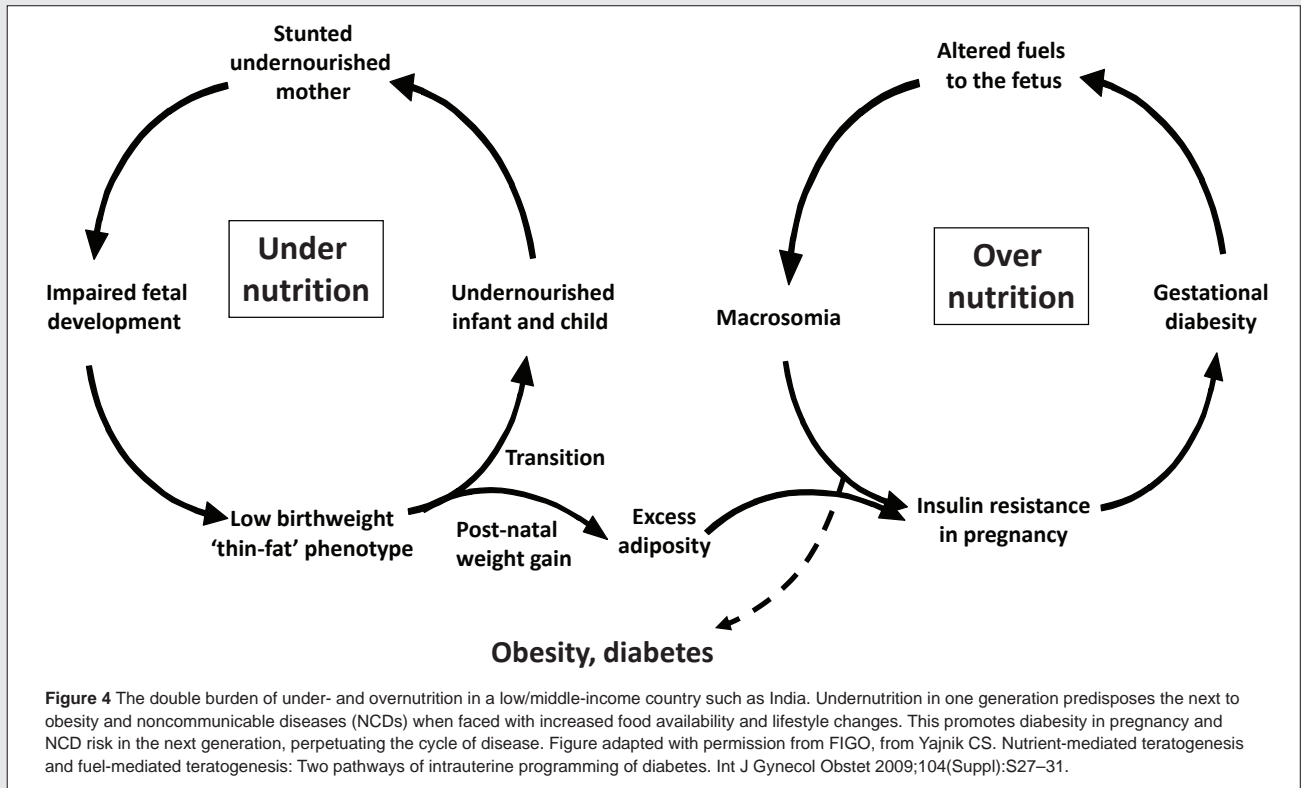 Stunted
undernourished
mother
Impaired fetal
development
Under
nutrition
Undernourished
infant and child
Low birthweight
‘thin-fat’ phenotype
Transition
Post-natal
weight gain
Excess
adiposity
Altered fuels
to the fetus
Macrosomia
Over
nutrition
Gestational
diabesity
Insulin resistance
in pregnancy
Obesity, diabetes
Figure 4 The double burden of under- and overnutrition in a low/middle-income country such as India. Undernutrition in one generation predisposes the next to
obesity and noncommunicable diseases (NCDs) when faced with increased food availability and lifestyle changes. This promotes diabesity in pregnancy and
NCD risk in the next generation, perpetuating the cycle of disease. Figure adapted with permission from FIGO, from Yajnik CS. Nutrient-mediated teratogenesis
and fuel-mediated teratogenesis: Two pathways of intrauterine programming of diabetes. Int J Gynecol Obstet 2009;104(Suppl):S27–31.